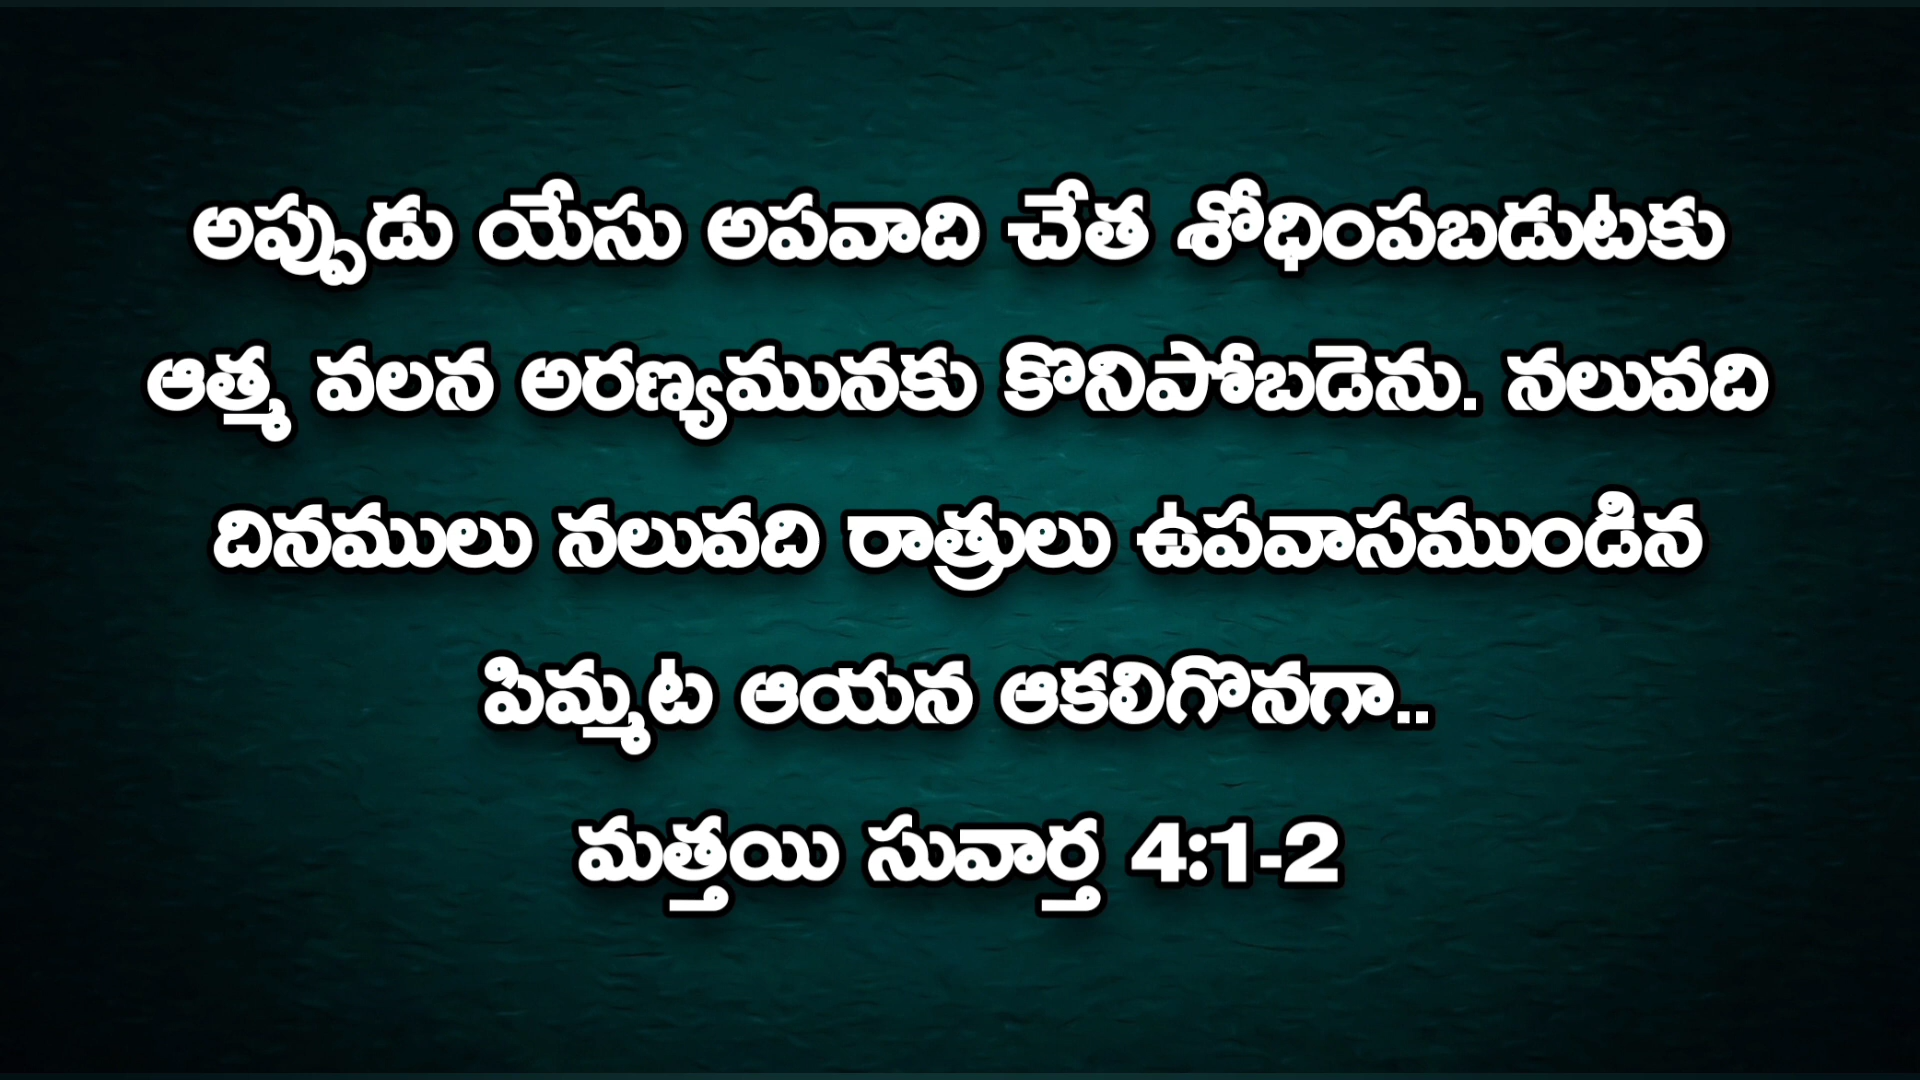 అప్పుడు యేసు అపవాది చేత శోధింపబడుటకు
ఆత్మ వలన అరణ్యమునకు కొనిపోబడెను. నలువది
దినములు నలువది రాత్రులు ఉపవాసముండిన
పిమ్మట ఆయన ఆకలిగొనగా..
మత్తయి సువార్త 4:1-2